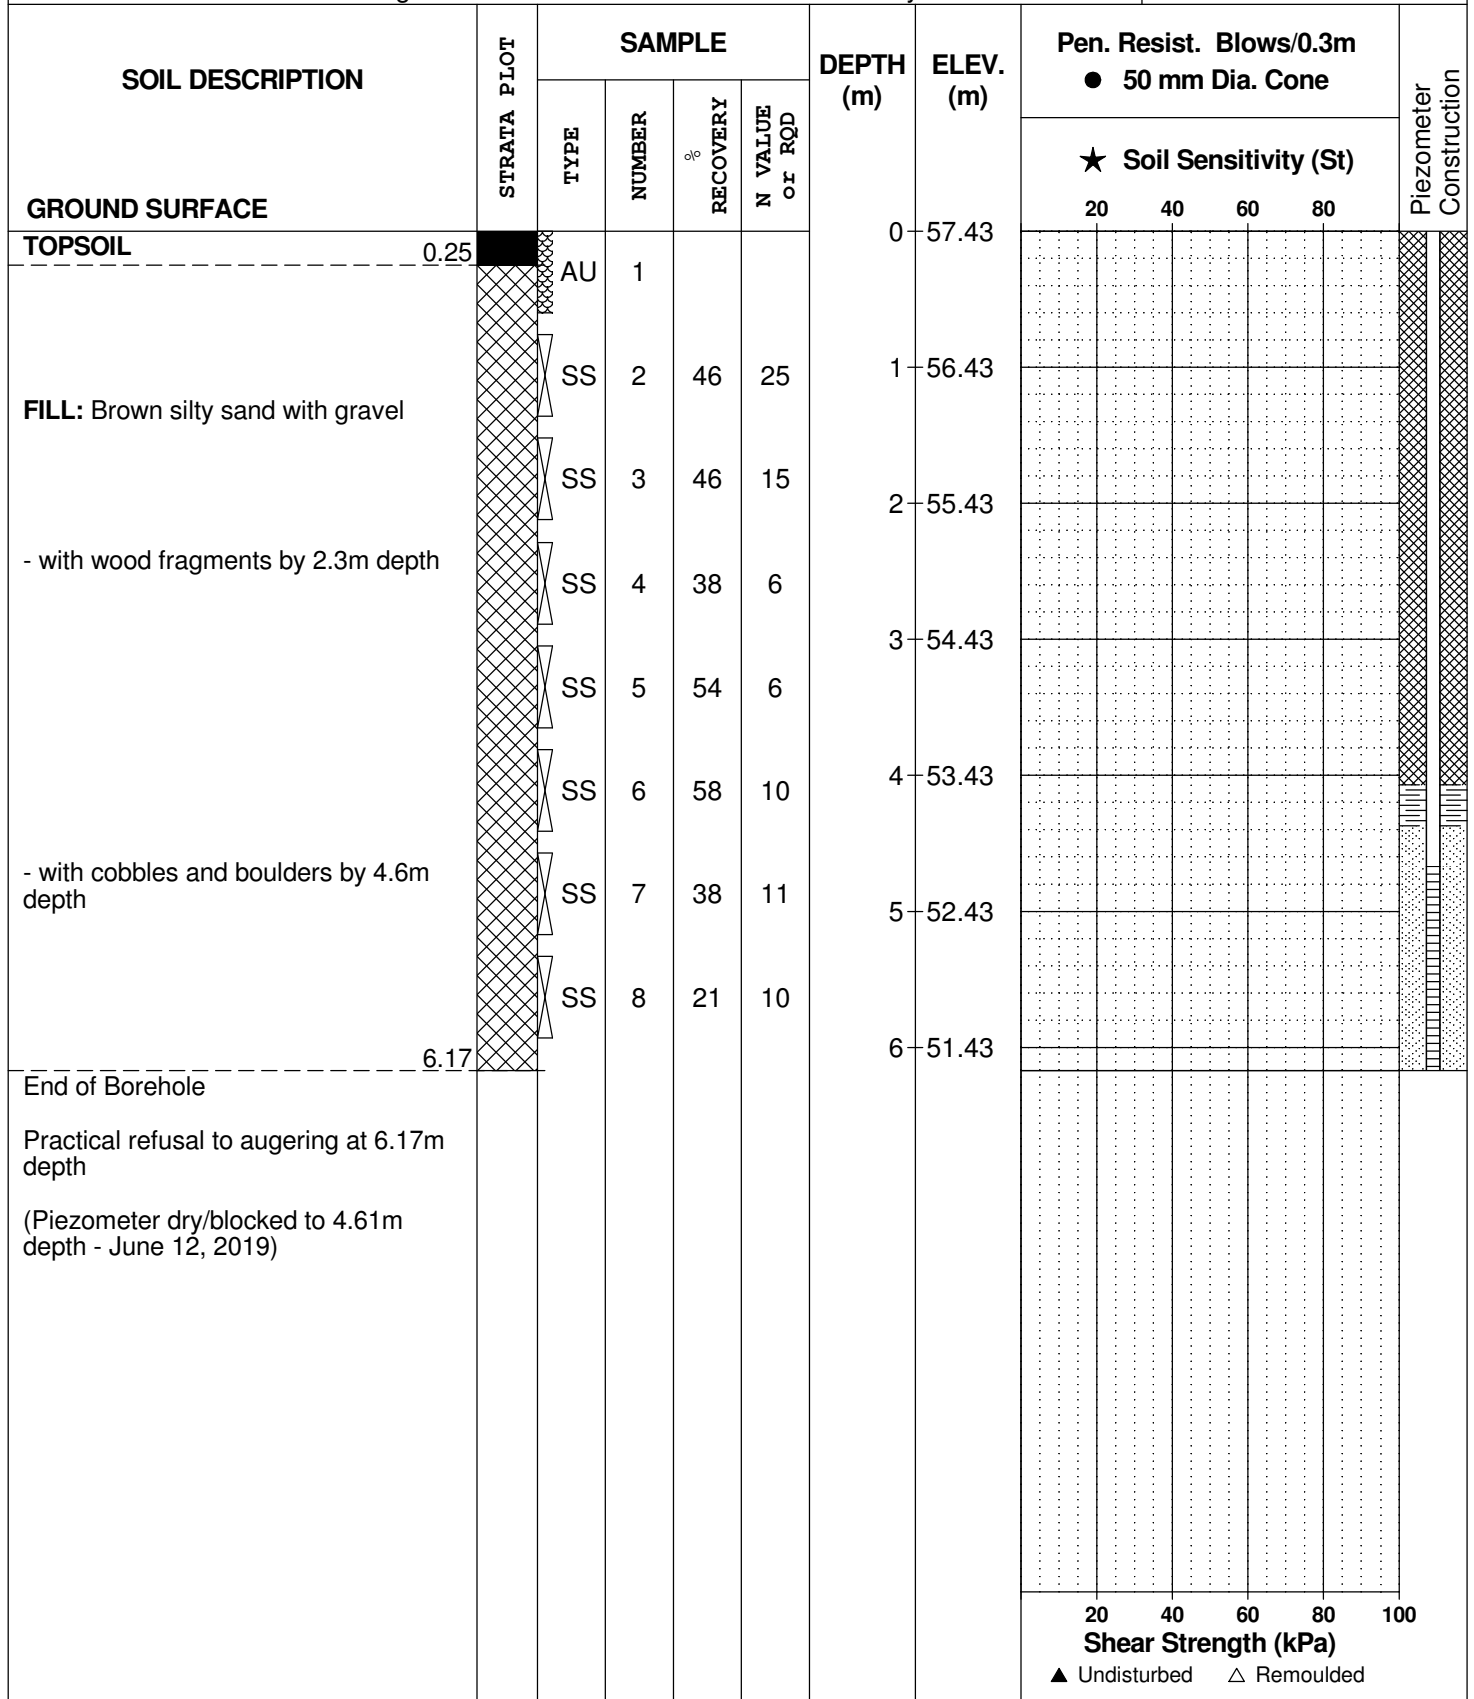 SOIL DESCRIPTION
GROUND SURFACE
STRATA PLOT
SAMPLE
TYPE
NUMBER
%
RECOVERY
N VALUE
or RQD
DEPTH
(m)
ELEV.
(m)
Pen. Resist. Blows/0.3m
● 50 mm Dia. Cone
★ Soil Sensitivity (St)
20 40 60 80
Piezometer
Construction
TOPSOIL 0.25
0 57.43
AU 1
SS 2 46 25
1 56.43
FILL: Brown silty sand with gravel
SS 3 46 15
2 55.43
- with wood fragments by 2.3m depth
SS 4 38 6
3 54.43
SS 5 54 6
4 53.43
SS 6 58 10
- with cobbles and boulders by 4.6m
depth
SS 7 38 11
5 52.43
SS 8 21 10
6 51.43
6.17
End of Borehole
Practical refusal to augering at 6.17m
depth
(Piezometer dry/blocked to 4.61m
depth - June 12, 2019)
20 40 60 80 100
Shear Strength (kPa)
▲ Undisturbed △ Remoulded